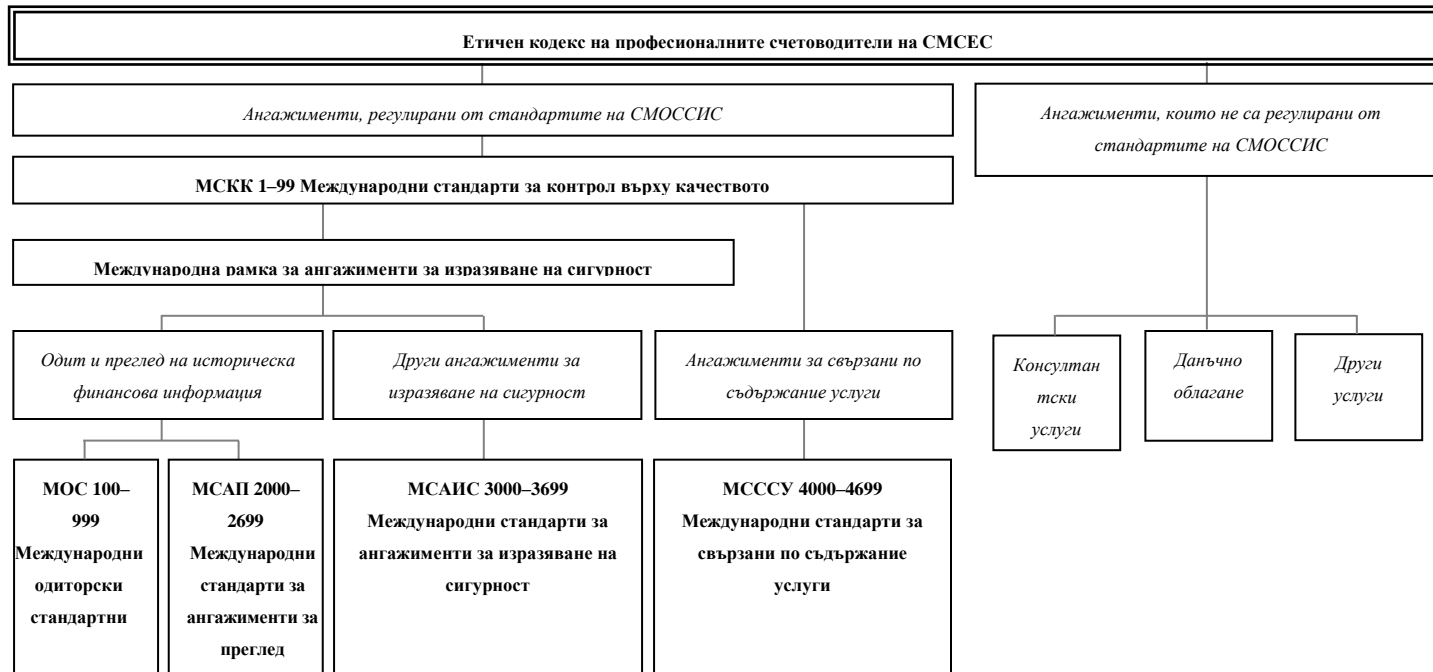 Етичен кодекс на професионалните счетоводители на СМСЕС
Ангажименти, регулирани от стандартите на СМОССИС
Ангажименти, които не са регулирани от
стандартите на СМОССИС
МСКК 1–99 Международни стандарти за контрол върху качеството
Международна рамка за ангажименти за изразяване на сигурност
Одит и преглед на историческа
финансова информация
Други ангажименти за
изразяване на сигурност
Ангажименти за свързани по
съдържание услуги
Консултан
тски
услуги
Данъчно
облагане
Други
услуги
МОС 100–
999
Международни
одиторски
стандартни
МСАП 2000–
2699
Международни
стандарти за
ангажименти за
преглед
МСАИС 3000–3699
Международни стандарти за
ангажименти за изразяване на
сигурност
МСССУ 4000–4699
Международни стандарти за
свързани по съдържание
услуги